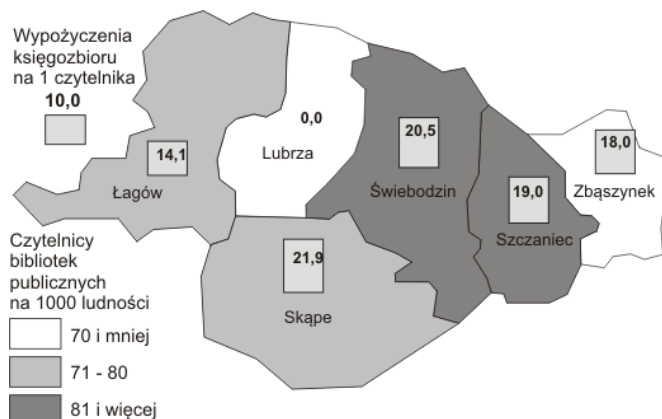 Wypożyczenia
księgozbioru
na 1 czytelnika
10,0
0,0
Lubrza
14,1
Łagów
20,5
Świebodzin
18,0
Zbąszynek
19,0
Szczaniec
21,9
Skąpe
Czytelnicy
bibliotek
publicznych
na 1000 ludności
70 i mniej
71 - 80
81 i więcej